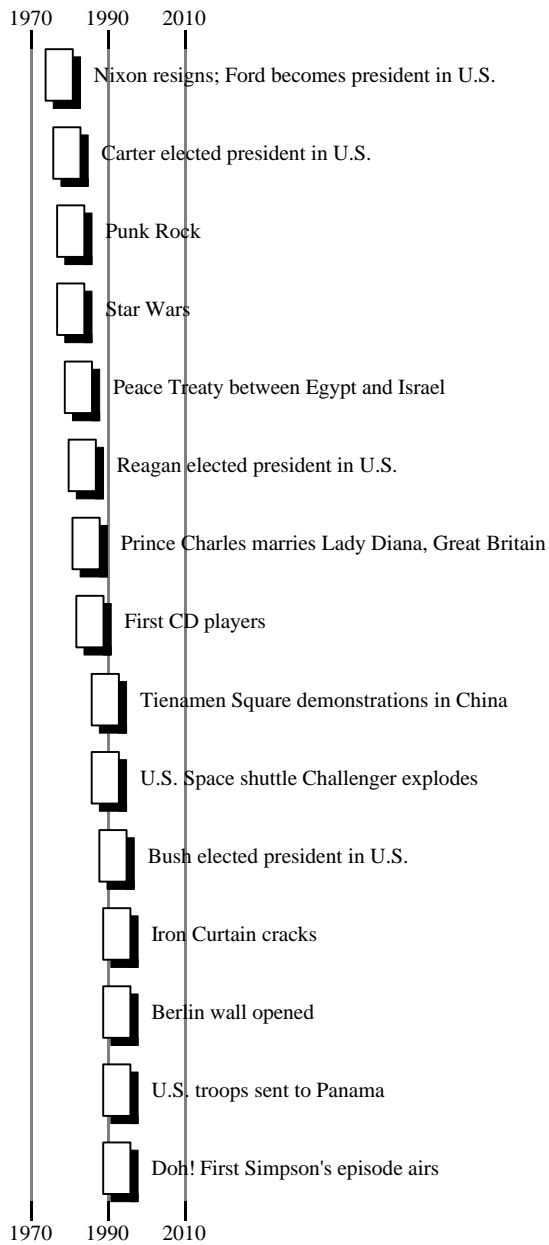 1970 1990 2010
Nixon resigns; Ford becomes president in U.S.
Carter elected president in U.S.
Punk Rock
Star Wars
Peace Treaty between Egypt and Israel
Reagan elected president in U.S.
Prince Charles marries Lady Diana, Great Britain
First CD players
Tienamen Square demonstrations in China
U.S. Space shuttle Challenger explodes
Bush elected president in U.S.
Iron Curtain cracks
Berlin wall opened
U.S. troops sent to Panama
Doh! First Simpson's episode airs
1970 1990 2010